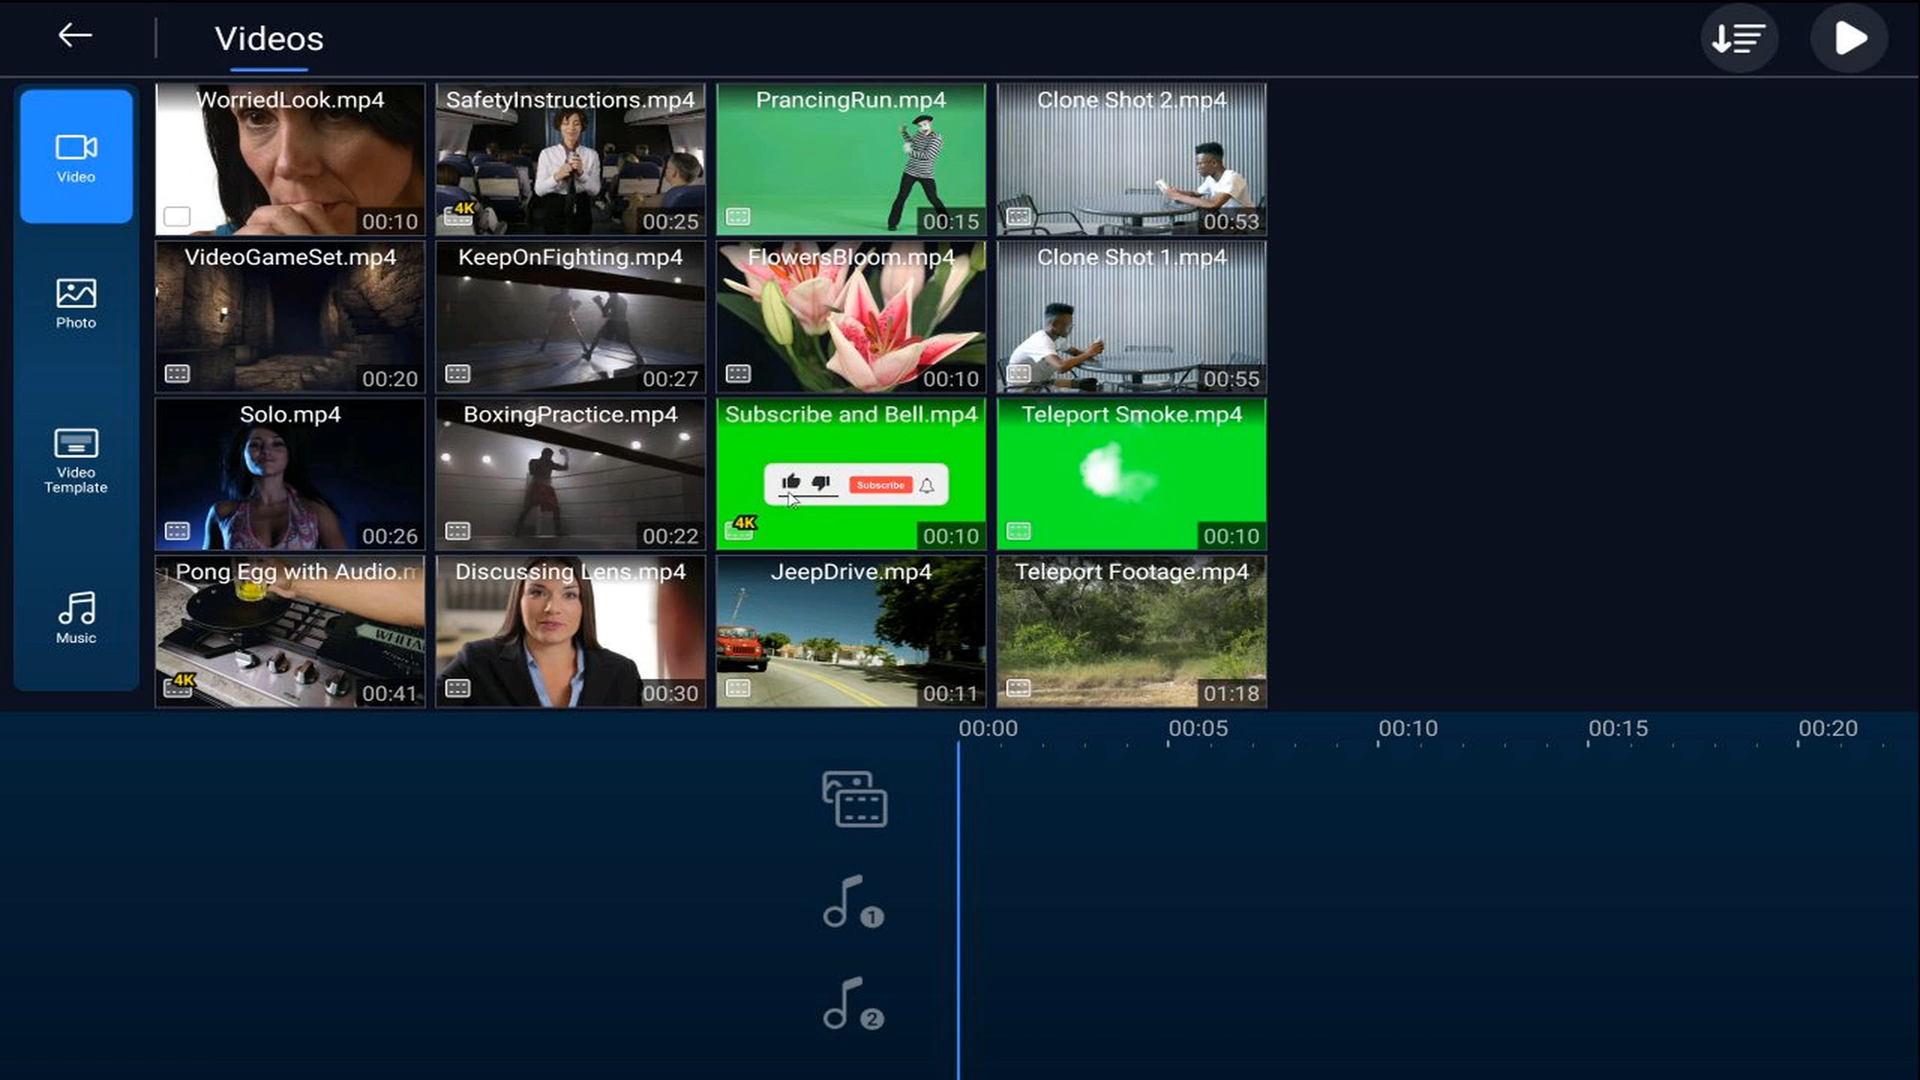 Videos
WorriedLook.mp4
00:10
SafetyInstructions.mp4
4K
00:25
PrancingRun.mp4
00:15
Clone Shot 2.mp4
00:53
Video
VideoGameSet.mp4
00:20
KeepOnFighting.mp4
00:27
FlowersBloom.mp4
00:10
Clone Shot 1.mp4
00:55
Photo
Solo.mp4
00:26
BoxingPractice.mp4
00:22
Subscribe and Bell.mp4
Subscribe
4K
00:10
Teleport Smoke.mp4
00:10
Video
Template
Pong Egg with Audio.m
4K
00:41
Discussing Lens.mp4
00:30
JeepDrive.mp4
00:11
Teleport Footage.mp4
01:18
Music
00:00
00:05
00:10
00:15
00:20
1
2